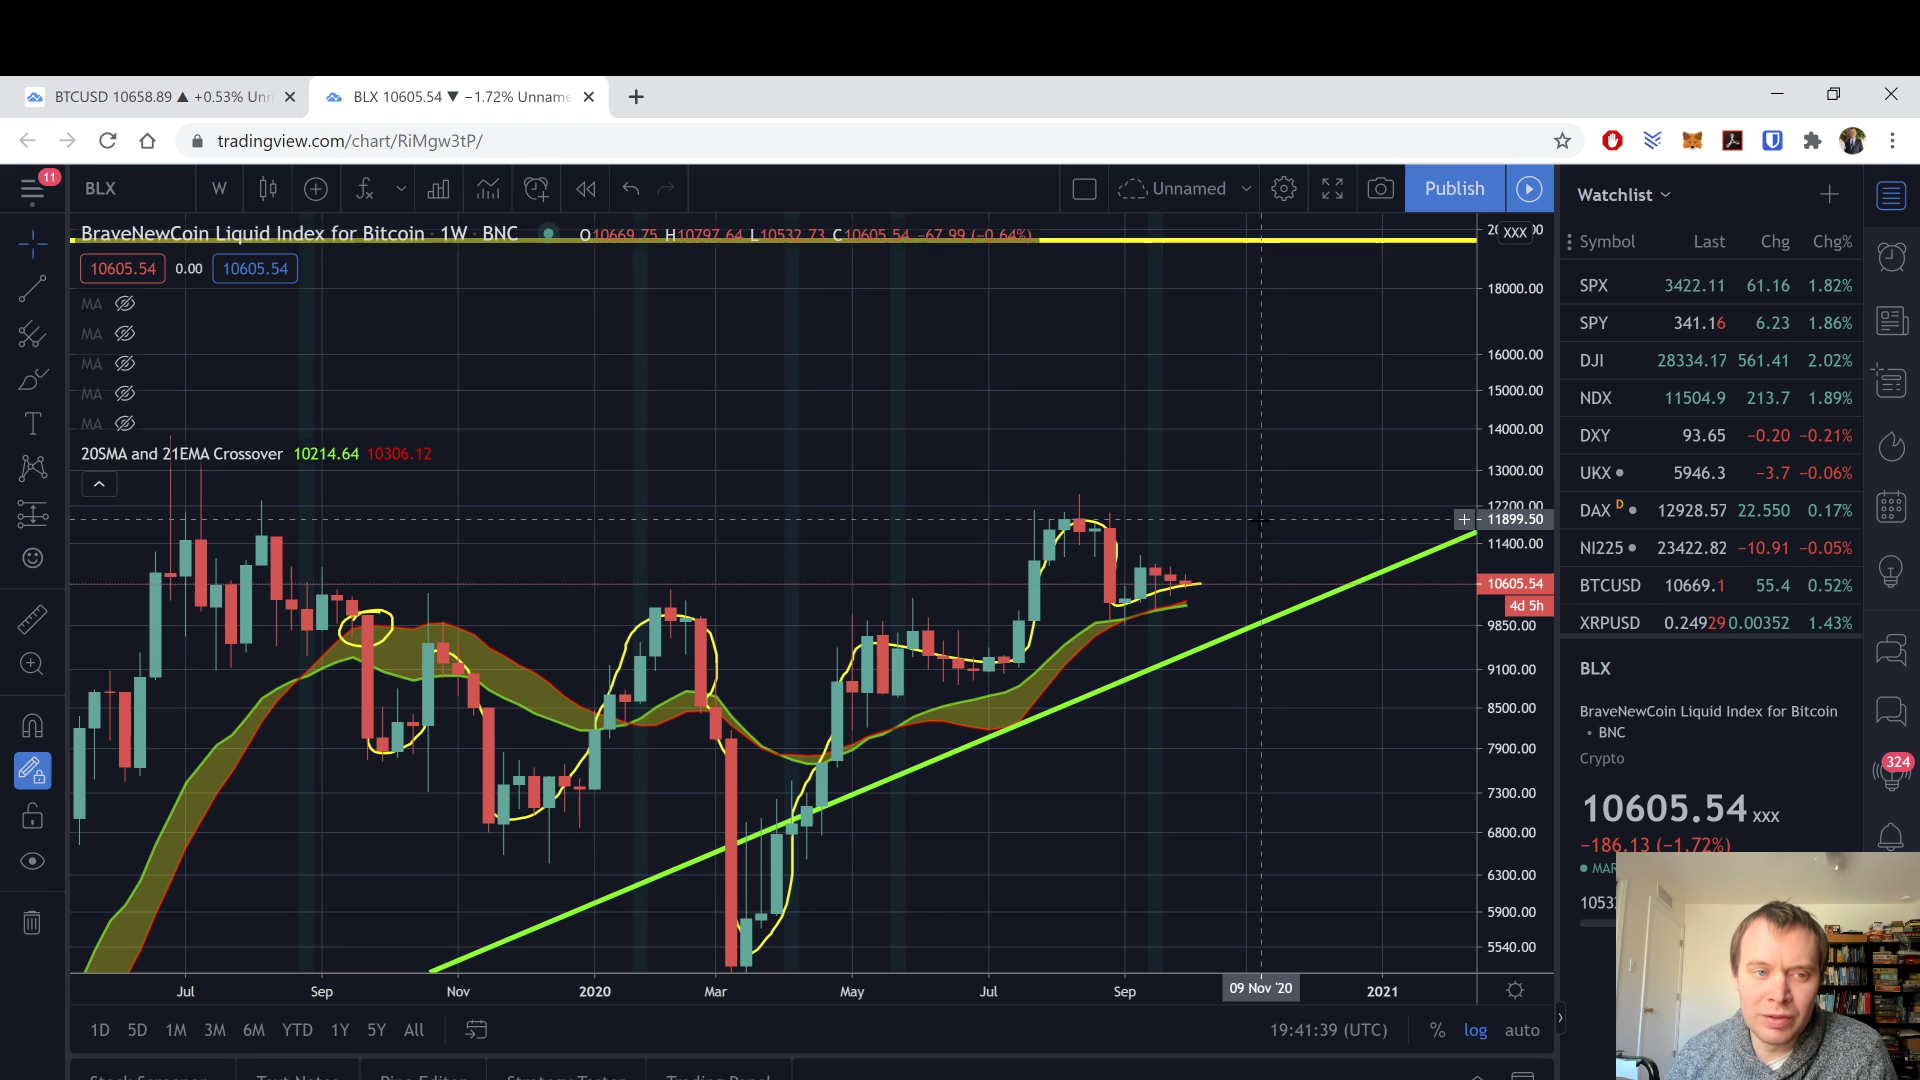 BTCUSD 10658.89 ▲ +0.53% Unn
BLX 10605.54 ▼ −1.72% Unname
tradingview.com/chart/RiMgw3tP/
11
BLX
W
Unnamed
Publish
BraveNewCoin Liquid Index for Bitcoin · 1W · BNC
O10669.75 H10797.64 L10532.73 C10605.54 −67.99 (−0.64%)
10605.54 0.00 10605.54
MA
MA
MA
MA
MA
20SMA and 21EMA Crossover 10214.64 10306.12
XXX
18000.00
16000.00
15000.00
14000.00
13000.00
12200.00
11899.50
11400.00
10605.54
4d 5h
9850.00
9100.00
8500.00
7900.00
7300.00
6800.00
6300.00
5900.00
5540.00
Jul Sep Nov 2020 Mar May Jul Sep 09 Nov '20 2021
1D 5D 1M 3M 6M YTD 1Y 5Y All
19:41:39 (UTC) % log auto
Watchlist
Symbol Last Chg Chg%
SPX 3422.11 61.16 1.82%
SPY 341.16 6.23 1.86%
DJI 28334.17 561.41 2.02%
NDX 11504.9 213.7 1.89%
DXY 93.65 −0.20 −0.21%
UKX 5946.3 −3.7 −0.06%
DAX D 12928.57 22.550 0.17%
NI225 23422.82 −10.91 −0.05%
BTCUSD 10669.1 55.4 0.52%
XRPUSD 0.24929 0.00352 1.43%
BLX
BraveNewCoin Liquid Index for Bitcoin
• BNC
Crypto
10605.54 XXX
−186.13 (−1.72%)
MAR
1053
324